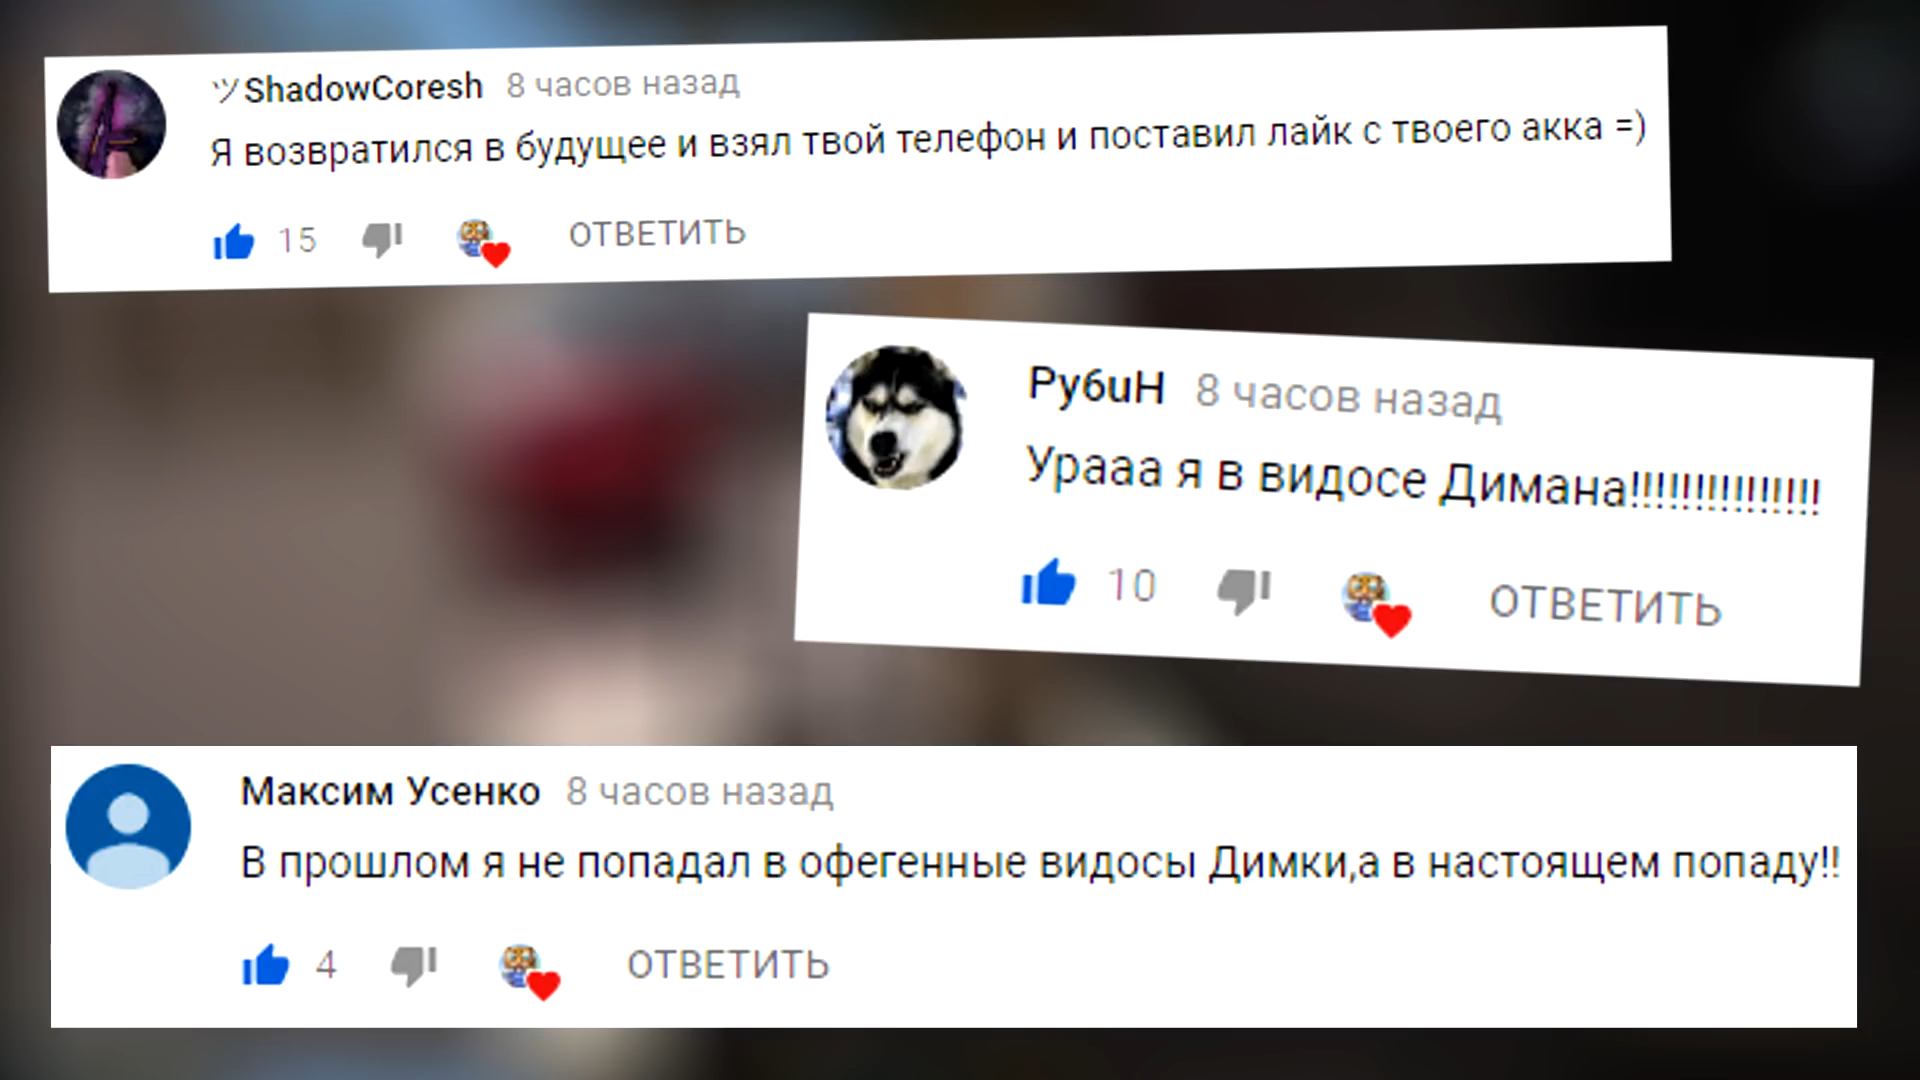 ツShadowCoresh 8 часов назад
Я возвратился в будущее и взял твой телефон и поставил лайк с твоего акка =)
15 ОТВЕТИТЬ
Ру6uН 8 часов назад
Урааа я в видосе Димана!!!!!!!!!!!!!!!
10 ОТВЕТИТЬ
Максим Усенко 8 часов назад
В прошлом я не попадал в офегенные видосы Димки,а в настоящем попаду!!
4 ОТВЕТИТЬ